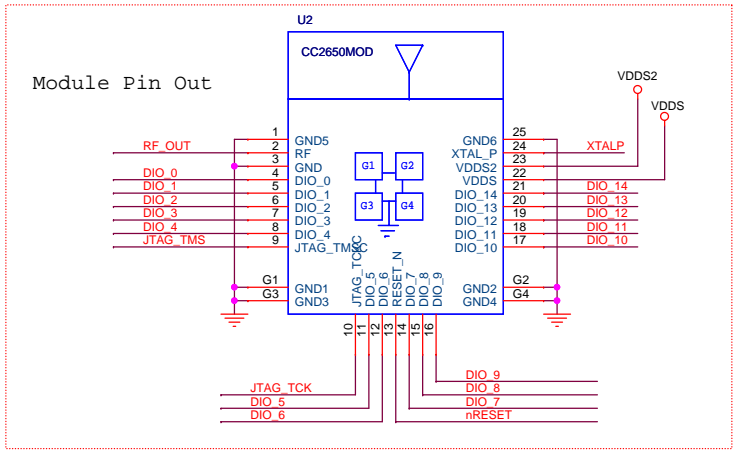 U2
CC2650MOD
Module Pin Out
VDDS2
VDDS
1 GND5
RF_OUT 2 RF
3 GND
DIO_0 4 DIO_0
DIO_1 5 DIO_1
DIO_2 6 DIO_2
DIO_3 7 DIO_3
DIO_4 8 DIO_4
JTAG_TMS 9 JTAG_TMSC
G1 GND1
G3 GND3
G1 G2
G3 G4
GND6 25
XTAL_P 24 XTALP
VDDS2 23
VDDS 22
DIO_14 21 DIO_14
DIO_13 20 DIO_13
DIO_12 19 DIO_12
DIO_11 18 DIO_11
DIO_10 17 DIO_10
GND2 G2
GND4 G4
JTAG_TCKC 10
DIO_5 11
DIO_6 12
RESET_N 13
DIO_7 14
DIO_8 15
DIO_9 16
JTAG_TCK
DIO_5
DIO_6
DIO_9
DIO_8
DIO_7
nRESET